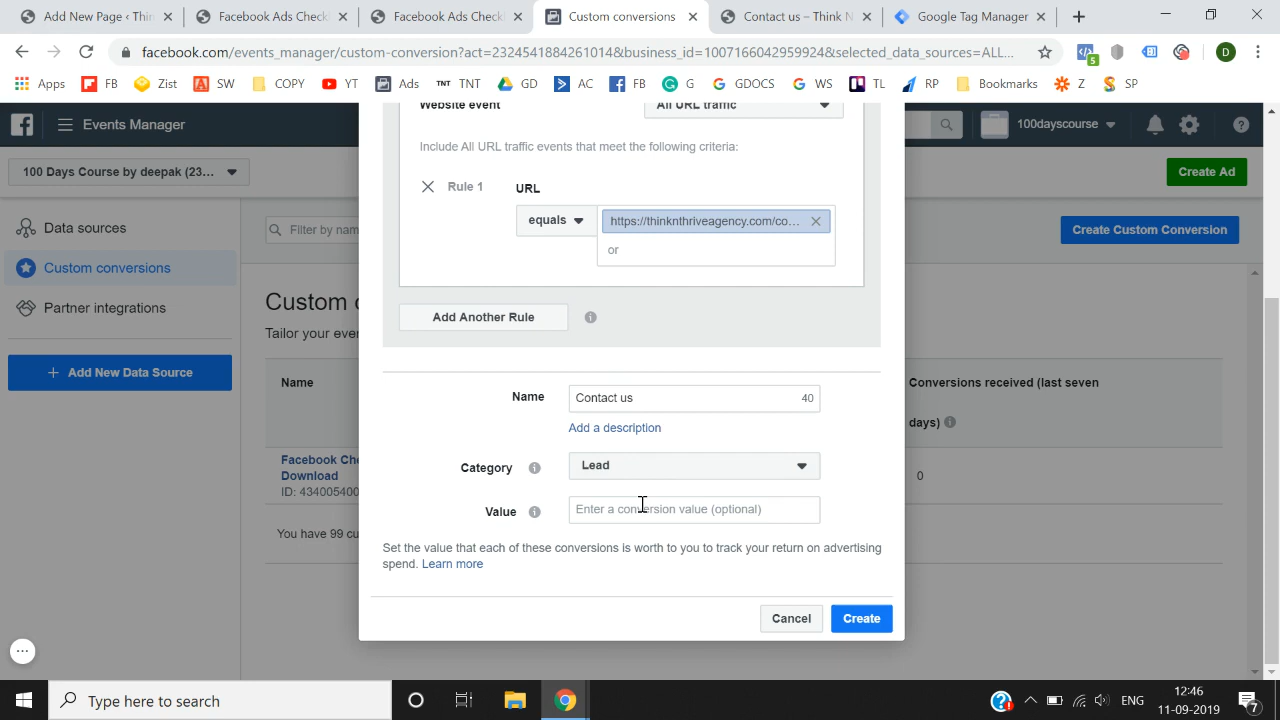 Add New Page ‹ Thin
Facebook Ads Check
Facebook Ads Check
Custom conversions
Contact us – Think N
Google Tag Manager
facebook.com/events_manager/custom-conversion?act=2324541884261014&business_id=1007166042959924&selected_data_sources=ALL...
5
D
Apps
FB
Zist
SW
COPY
YT
Ads
TNT TNT
GD
AC
FB
G
GDOCS
WS
TL
RP
Bookmarks
Z
SP
Events Manager
100dayscourse
100 Days Course by deepak (23...
Create Ad
Data sources
Custom conversions
Partner integrations
+ Add New Data Source
Filter by nam
Create Custom Conversion
Custom c
Tailor your ever
Name
Conversions received (last seven
days)
Facebook Che
Download
ID: 434005400
0
You have 99 cu
Website event
All URL traffic
Include All URL traffic events that meet the following criteria:
Rule 1
URL
equals
https://thinknthriveagency.com/co...
or
Add Another Rule
Name
Contact us
40
Add a description
Category
Lead
Value
Enter a conversion value (optional)
Set the value that each of these conversions is worth to you to track your return on advertising
spend. Learn more
Cancel
Create
Type here to search
ENG
12:46
11-09-2019
7